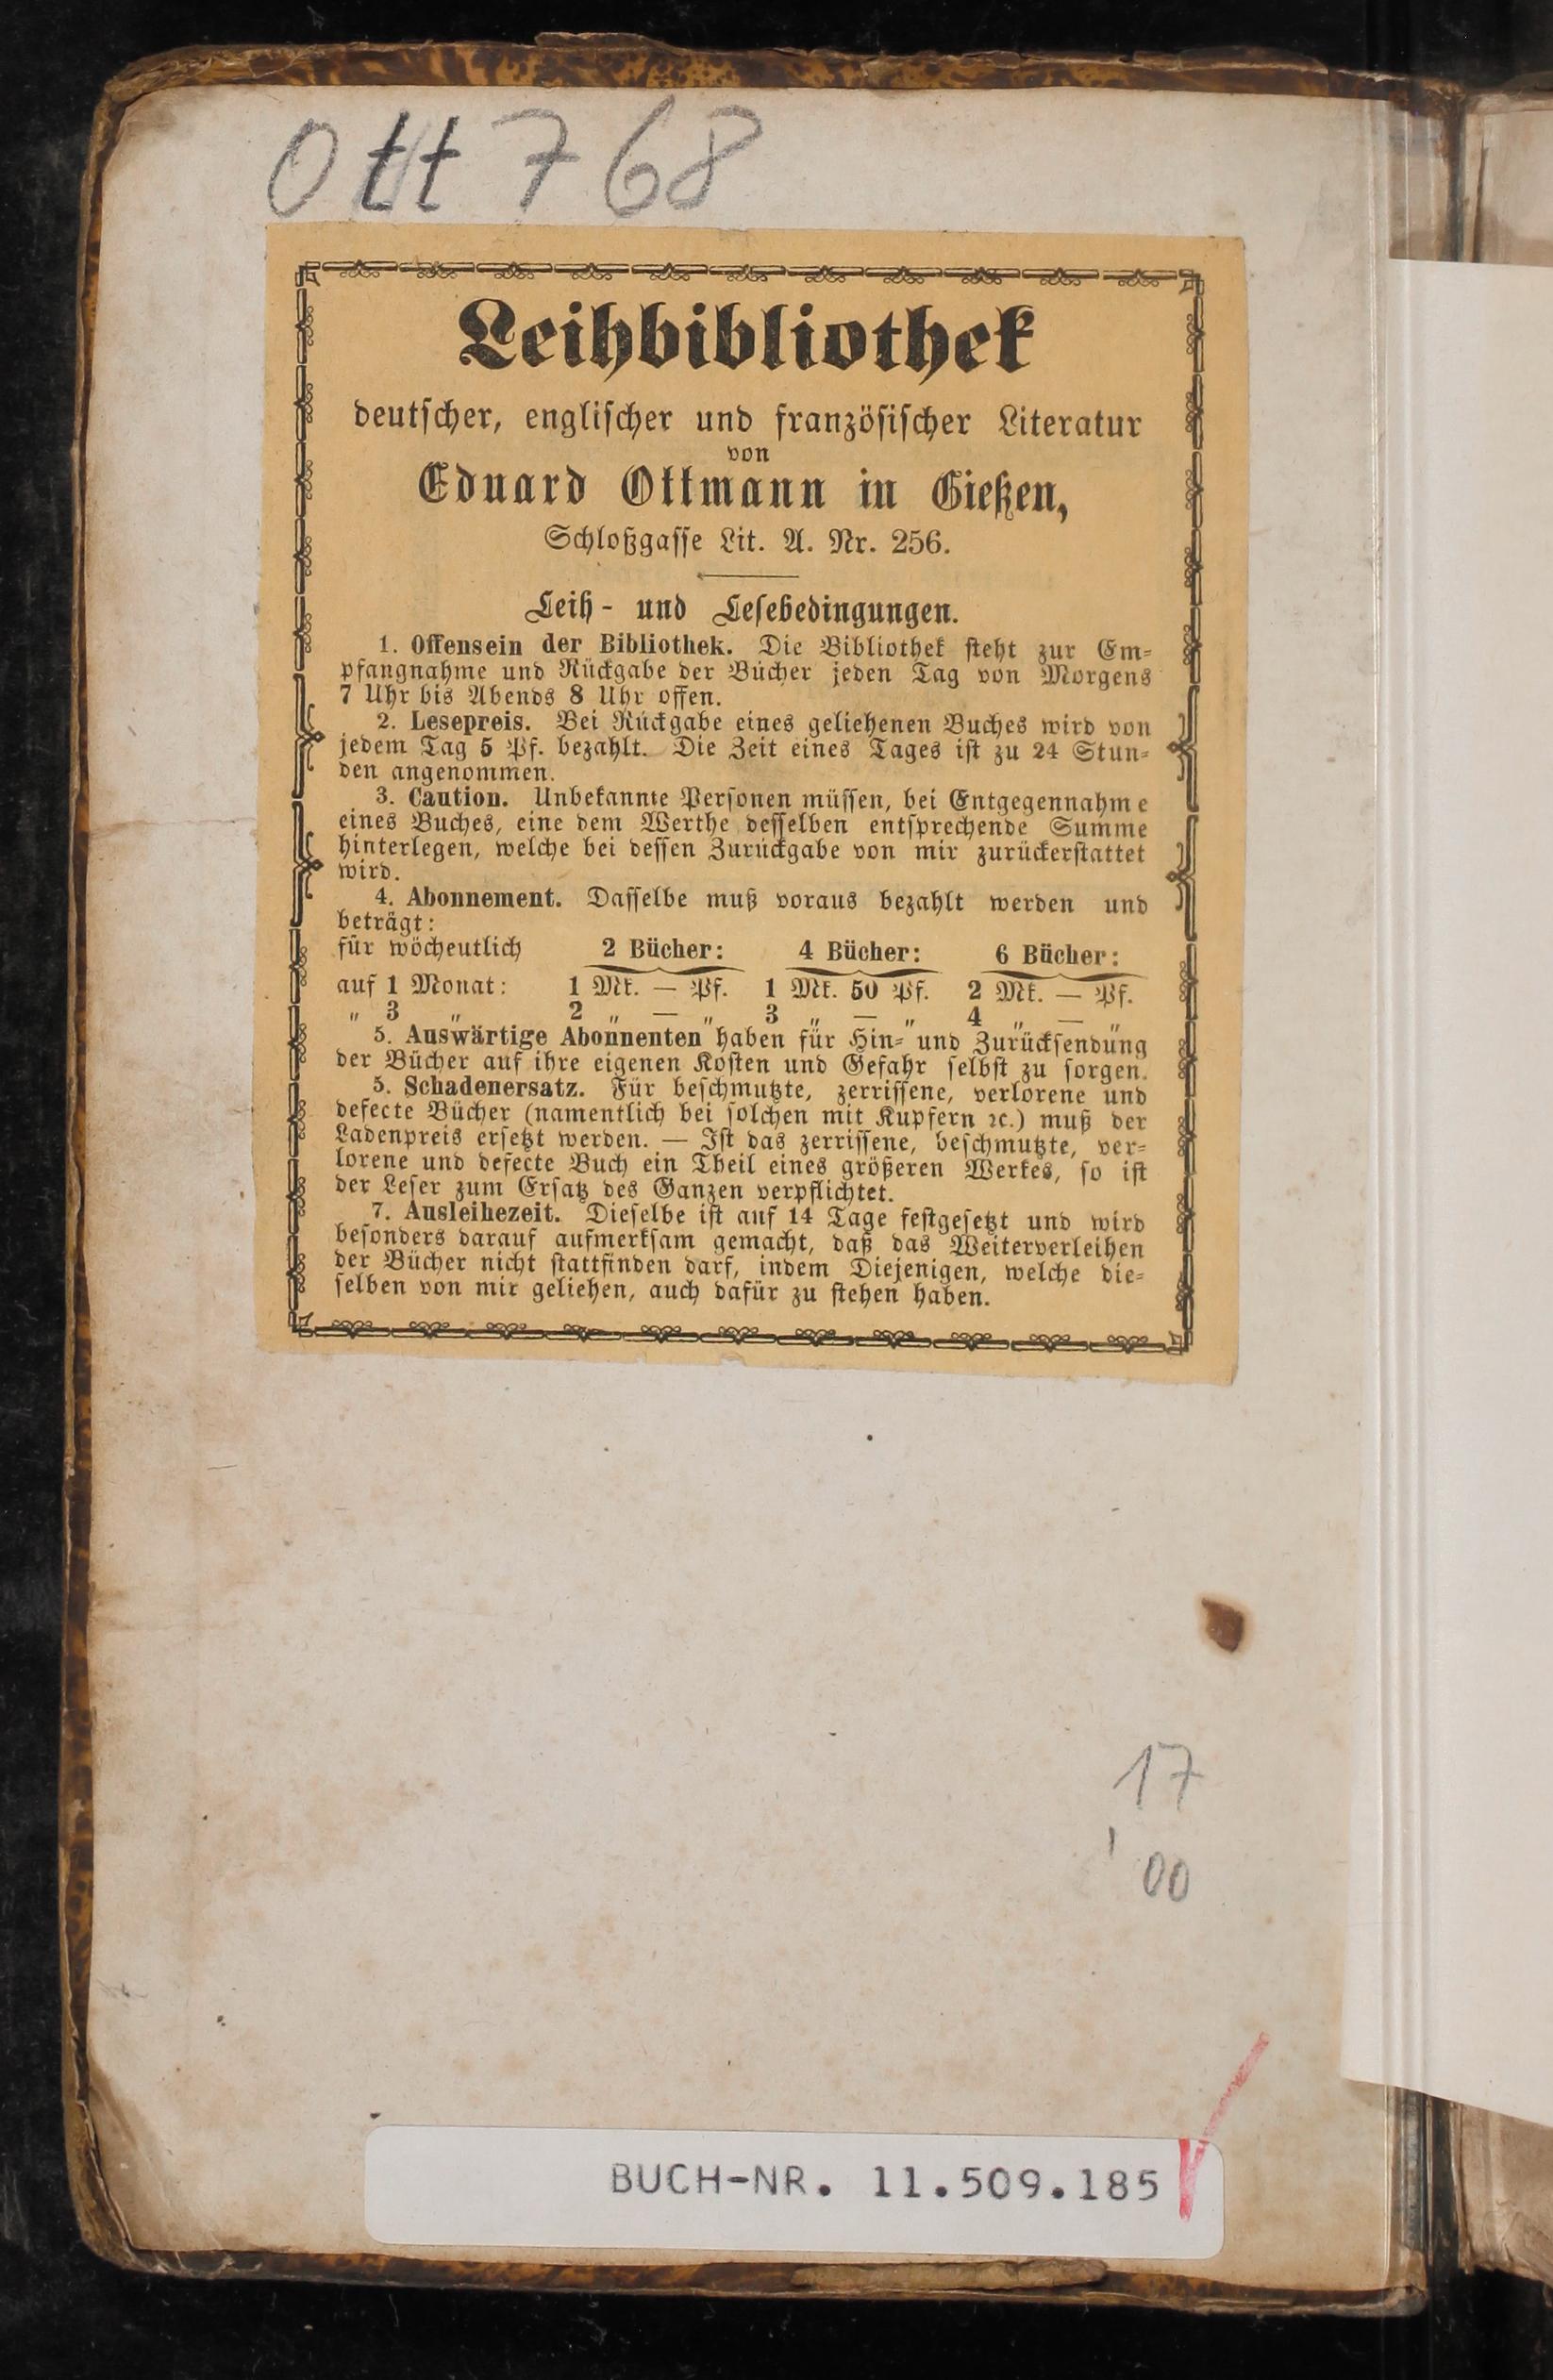 Ott 768
Leihbibliothek
deutscher, englischer und französischer Literatur
von
Eduard Ottmann in Gießen,
Schloßgasse Lit. A. Nr. 256.
Leih- und Lesebedingungen.
1. Offensein der Bibliothek. Die Bibliothek steht zur Em-
pfangnahme und Rückgabe der Bücher jeden Tag von Morgens
7 Uhr bis Abends 8 Uhr offen.
2. Lesepreis. Bei Rückgabe eines geliehenen Buches wird von
jedem Tag 5 Pf. bezahlt. Die Zeit eines Tages ist zu 24 Stun-
den angenommen.
3. Caution. Unbekannte Personen müssen, bei Entgegennahme
eines Buches, eine dem Werthe desselben entsprechende Summe
hinterlegen, welche bei dessen Zurückgabe von mir zurückerstattet
wird.
4. Abonnement. Dasselbe muß voraus bezahlt werden und
beträgt:
für wöcheutlich 2 Bücher: 4 Bücher: 6 Bücher:
auf 1 Monat: 1 Mk. — Pf. 1 Mk. 50 Pf. 2 Mk. — Pf.
„ 3 „ 2 „ — „ 3 „ — „ 4 „ — „
5. Auswärtige Abonnenten haben für Hin- und Zurücksendung
der Bücher auf ihre eigenen Kosten und Gefahr selbst zu sorgen.
5. Schadenersatz. Für beschmutzte, zerrissene, verlorene und
defecte Bücher (namentlich bei solchen mit Kupfern ꝛc.) muß der
Ladenpreis ersetzt werden. — Ist das zerrissene, beschmutzte, ver-
lorene und defecte Buch ein Theil eines größeren Werkes, so ist
der Leser zum Ersatz des Ganzen verpflichtet.
7. Ausleihezeit. Dieselbe ist auf 14 Tage festgesetzt und wird
besonders darauf aufmerksam gemacht, daß das Weiterverleihen
der Bücher nicht stattfinden darf, indem Diejenigen, welche die-
selben von mir geliehen, auch dafür zu stehen haben.
17
' 00
BUCH-NR. 11.509.185